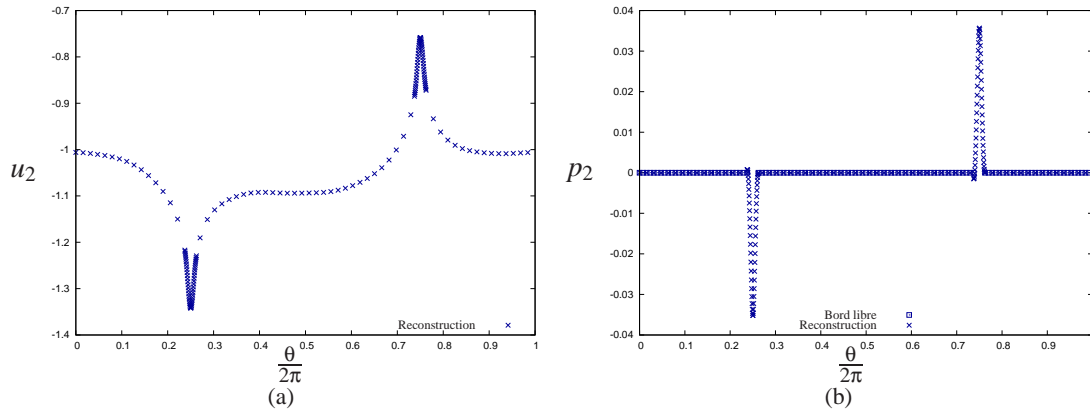 -0.7
-0.8
-0.9
-1
-1.1
-1.2
-1.3
-1.4
u2
0 0.1 0.2 0.3 0.4 0.5 0.6 0.7 0.8 0.9 1
Reconstruction
θ
2π
(a)
0.04
0.03
0.02
0.01
0
-0.01
-0.02
-0.03
-0.04
p2
0 0.1 0.2 0.3 0.4 0.5 0.6 0.7 0.8 0.9
Bord libre
Reconstruction
θ
2π
(b)